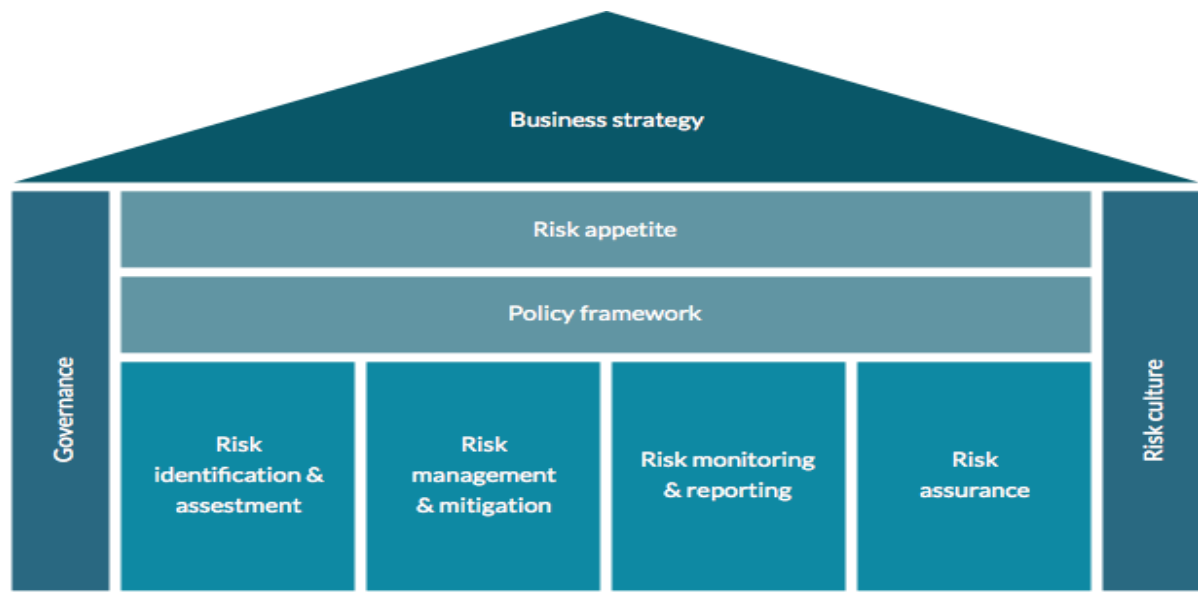 Business strategy
Risk appetite
Policy framework
Governance
Risk
identification &
assestment
Risk
management
& mitigation
Risk monitoring
& reporting
Risk
assurance
Risk culture